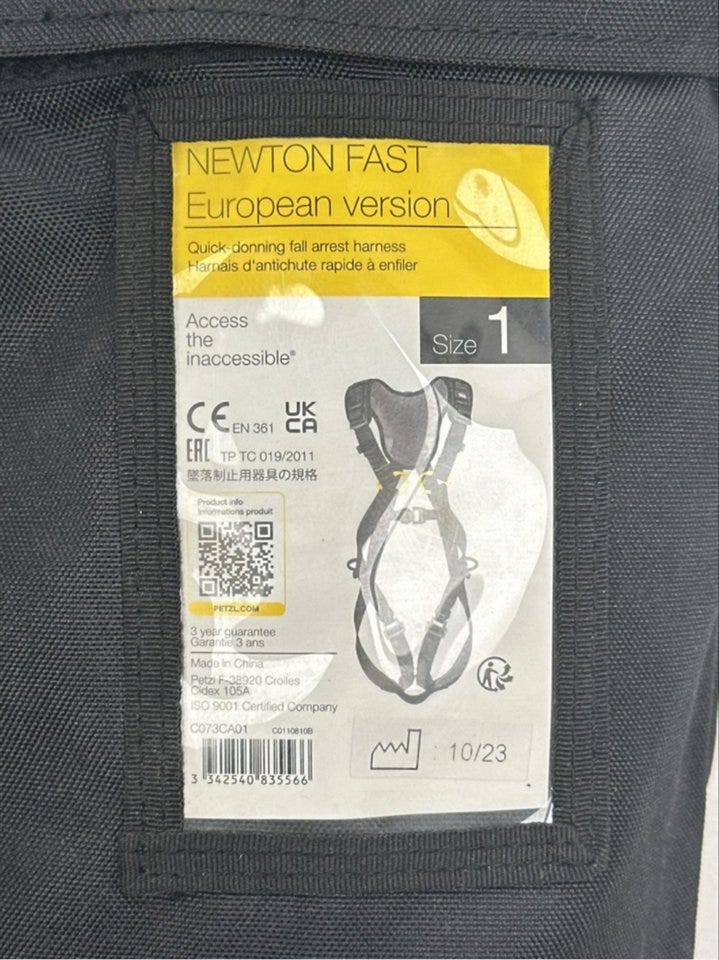 NEWTON FAST
European version
Quick-donning fall arrest harness
Harnais d'antichute rapide à enfiler
Access
the
inaccessible®
Size 1
CE EN 361 UK
CA
EAC TP TC 019/2011
墜落制止用器具の規格
Product info
Informations produit
PETZL.COM
3 year guarantee
Garantie 3 ans
Made in China
Petzl F-38920 Crolles
Cidex 105A
ISO 9001 Certified Company
C073CA01 C0110810B
3 342540 835566
: 10/23